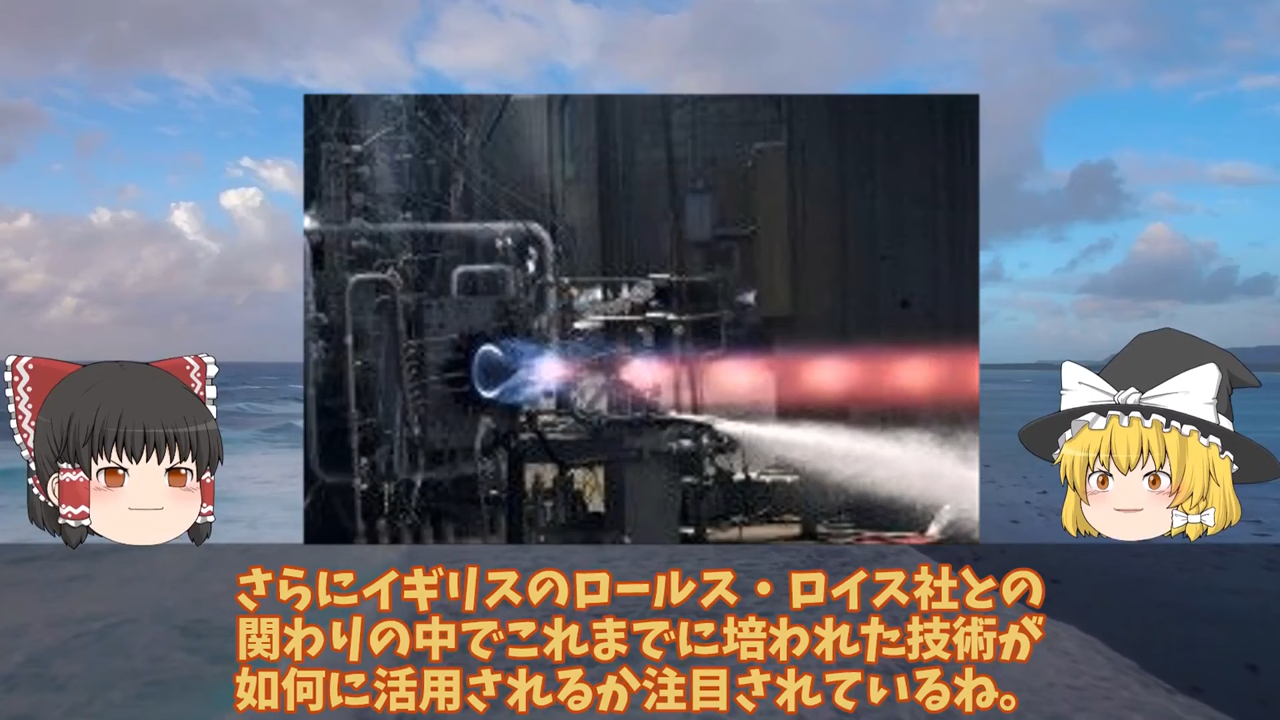 さらにイギリスのロールス・ロイス社との
関わりの中でこれまでに培われた技術が
如何に活用されるか注目されているね。